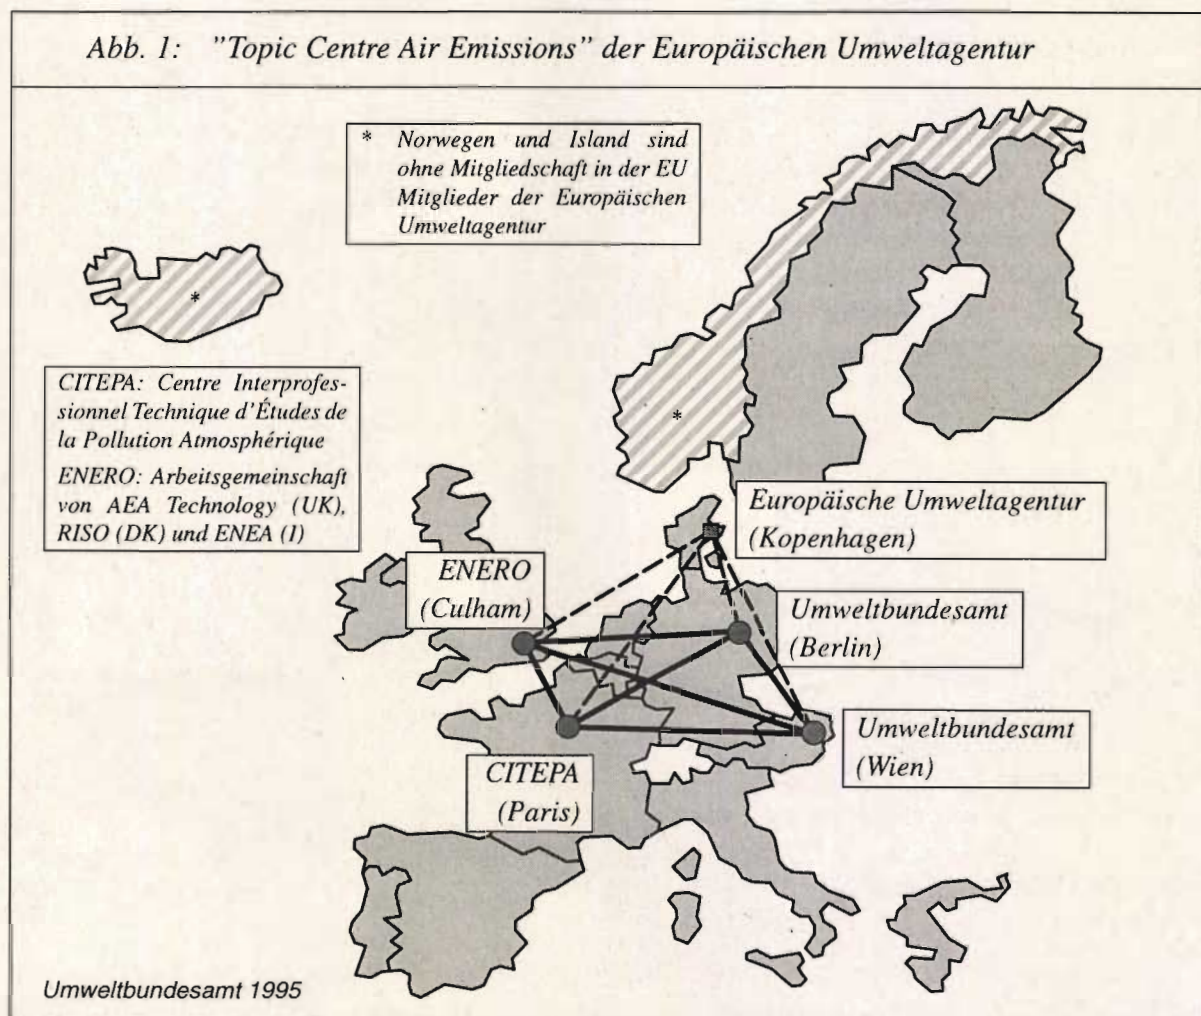 Abb. 1: "Topic Centre Air Emissions" der Europäischen Umweltagentur
* Norwegen und Island sind
ohne Mitgliedschaft in der EU
Mitglieder der Europäischen
Umweltagentur
*
*
CITEPA: Centre Interprofes-
sionnel Technique d'Études de
la Pollution Atmosphérique
ENERO: Arbeitsgemeinschaft
von AEA Technology (UK),
RISO (DK) und ENEA (I)
Europäische Umweltagentur
(Kopenhagen)
ENERO
(Culham)
Umweltbundesamt
(Berlin)
Umweltbundesamt
(Wien)
CITEPA
(Paris)
Umweltbundesamt 1995